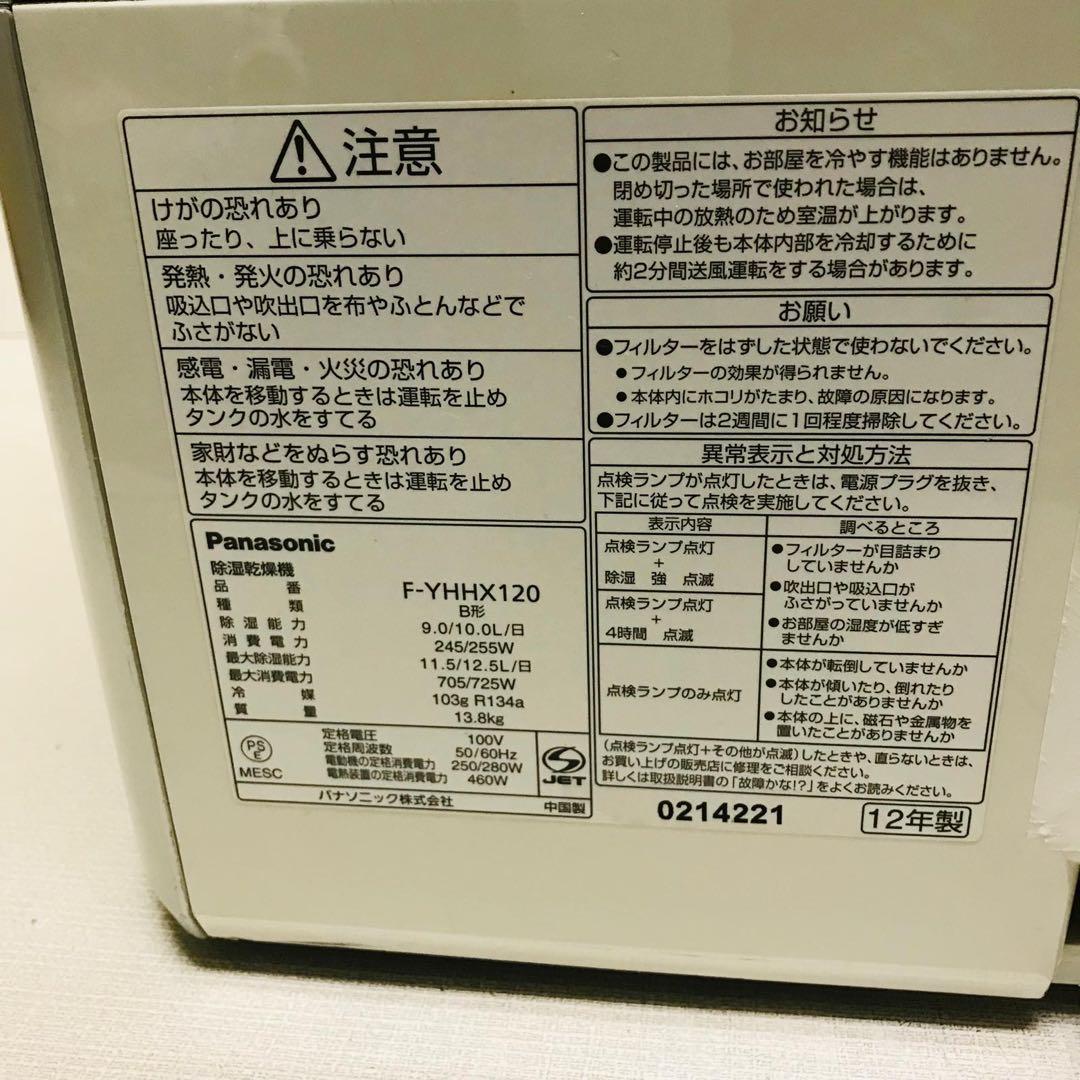 注意
けがの恐れあり
座ったり、上に乗らない
発熱・発火の恐れあり
吸込口や吹出口を布やふとんなどで
ふさがない
感電・漏電・火災の恐れあり
本体を移動するときは運転を止め
タンクの水をすてる
家財などをぬらす恐れあり
本体を移動するときは運転を止め
タンクの水をすてる
Panasonic
除湿乾燥機
品番 F-YHHX120
種類 B形
除湿能力 9.0/10.0L/日
消費電力 245/255W
最大除湿能力 11.5/12.5L/日
最大消費電力 705/725W
冷媒 103g R134a
質量 13.8kg
PS
E
MESC
定格電圧 100V
定格周波数 50/60Hz
電動機の定格消費電力 250/280W
電熱装置の定格消費電力 460W
JET
パナソニック株式会社 中国製
お知らせ
●この製品には、お部屋を冷やす機能はありません。
閉め切った場所で使われた場合は、
運転中の放熱のため室温が上がります。
●運転停止後も本体内部を冷却するために
約2分間送風運転をする場合があります。
お願い
●フィルターをはずした状態で使わないでください。
●フィルターの効果が得られません。
●本体内にホコリがたまり、故障の原因になります。
●フィルターは2週間に1回程度掃除してください。
異常表示と対処方法
点検ランプが点灯したときは、電源プラグを抜き、
下記に従って点検を実施してください。
表示内容 調べるところ
点検ランプ点灯
+
除湿 強 点滅
点検ランプ点灯
+
4時間 点滅
●フィルターが目詰まり
していませんか
●吹出口や吸込口が
ふさがっていませんか
●お部屋の湿度が低すぎ
ませんか
点検ランプのみ点灯
●本体が転倒していませんか
●本体が傾いたり、倒れたり
したことがありませんか
●本体の上に、磁石や金属物を
置いたことがありませんか
(点検ランプ点灯+その他が点滅)したときや、直らないときは、
お買い上げの販売店に修理をご相談ください。
詳しくは取扱説明書の「故障かな!?」をよくお読みください。
0214221 12年製